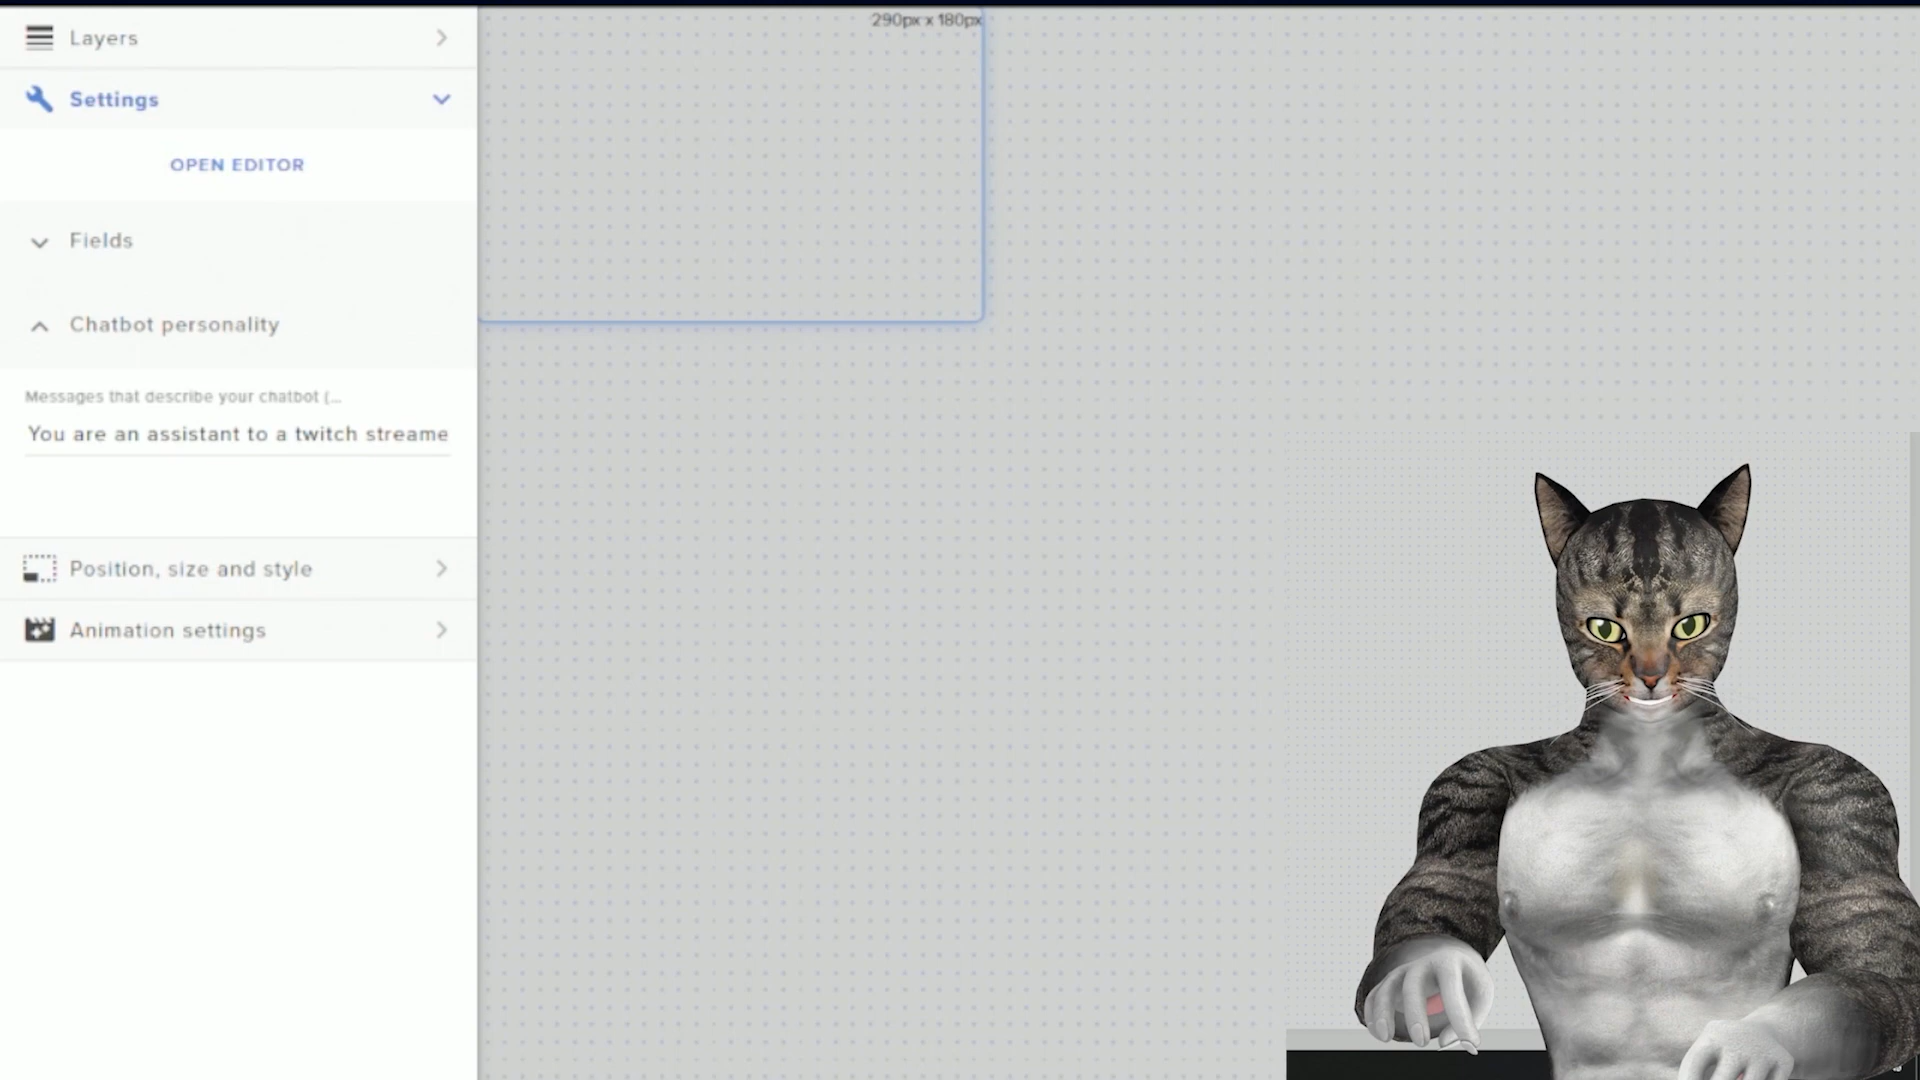 290px x 180px
Layers
Settings
OPEN EDITOR
Fields
Chatbot personality
Messages that describe your chatbot (...
You are an assistant to a twitch streame
Position, size and style
Animation settings